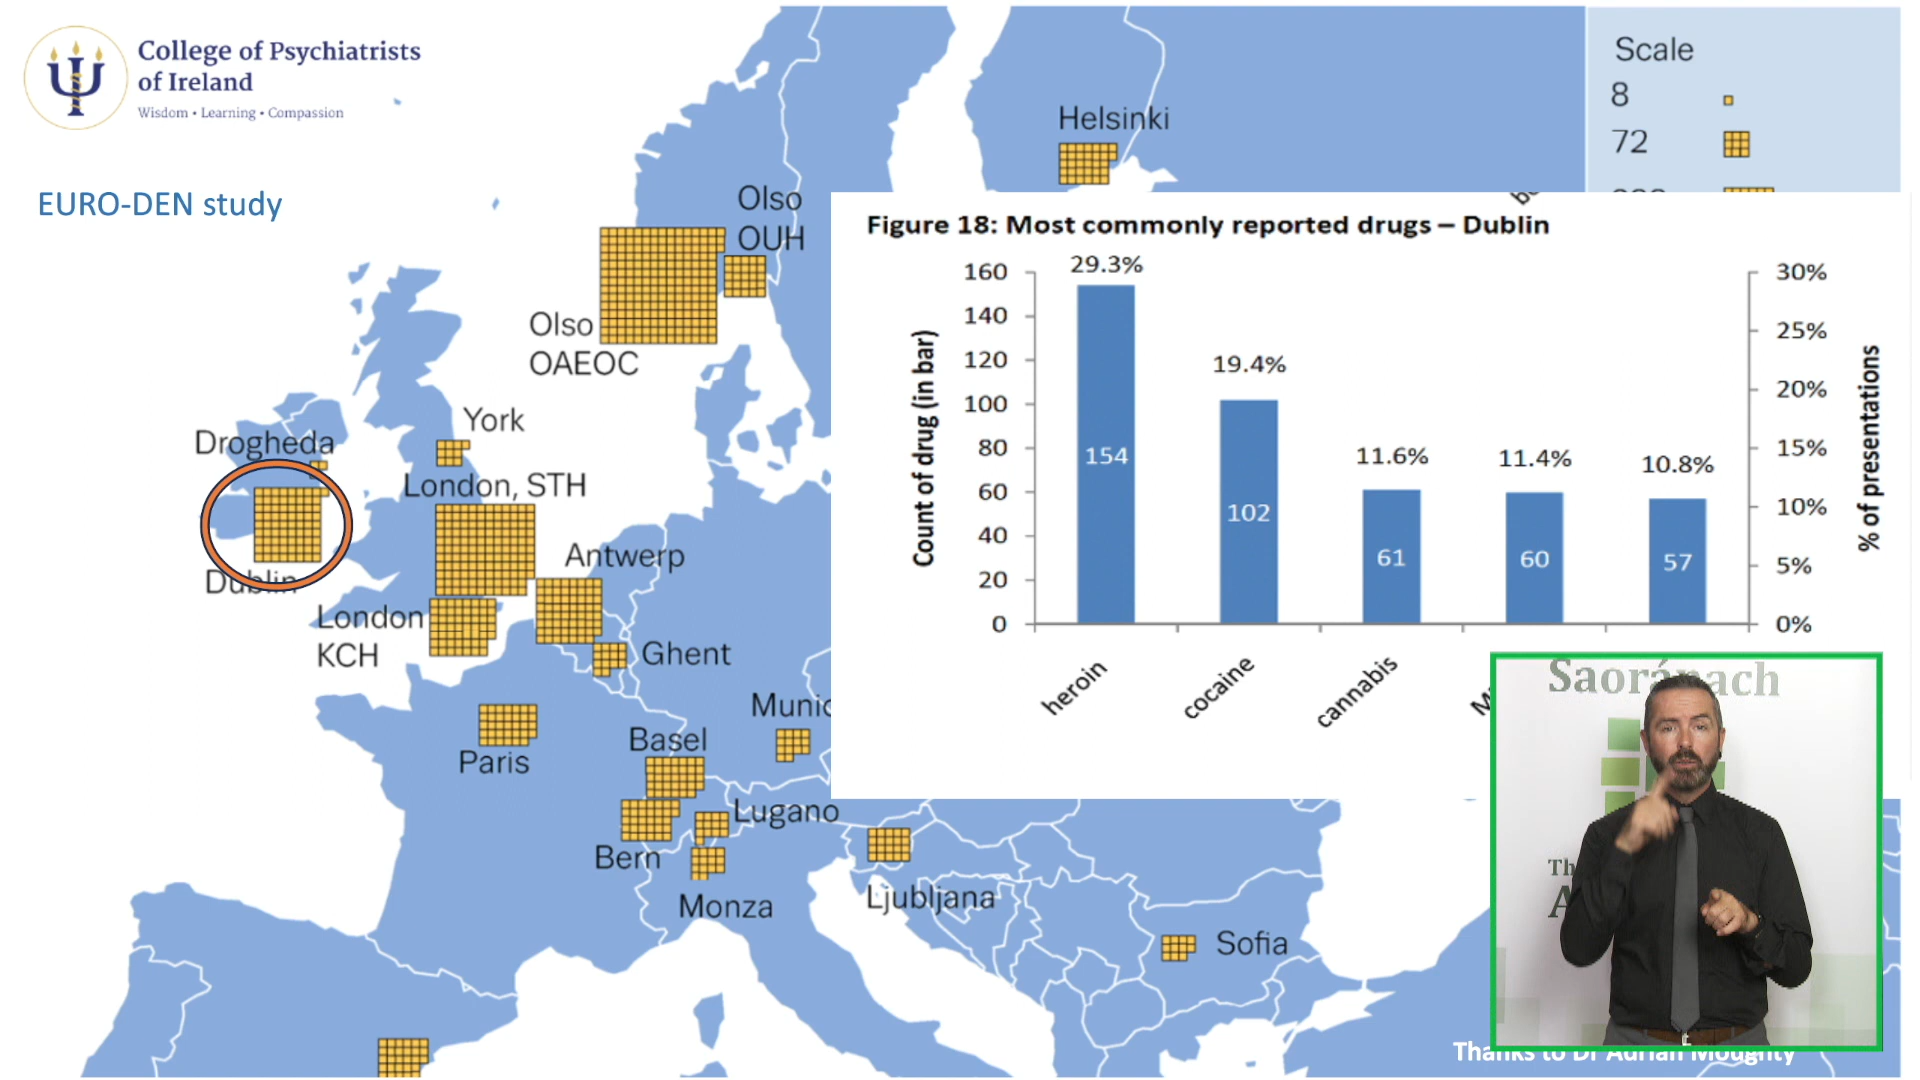 College of Psychiatrists
of Ireland
Wisdom • Learning • Compassion
EURO-DEN study
Scale
8
72
Helsinki
Olso
OUH
Olso
OAEOC
York
Drogheda
London, STH
Antwerp
Dublin
London
KCH
Ghent
Paris
Basel
Munic
Lugano
Bern
Monza
Ljubljana
Sofia
Figure 18: Most commonly reported drugs – Dublin
Count of drug (in bar)
160
140
120
100
80
60
40
20
0
29.3%
19.4%
11.6%
11.4%
10.8%
154
102
61
60
57
30%
25%
20%
15%
10%
5%
0%
% of presentations
heroin
cocaine
cannabis
Saoránach
Th
A
Thanks to Dr Adrian Moughty